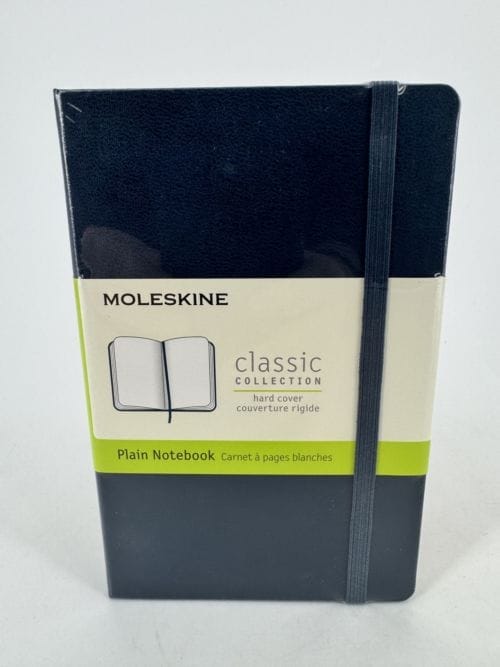 MOLESKINE
classic
COLLECTION
hard cover
couverture rigide
Plain Notebook Carnet à pages blanches